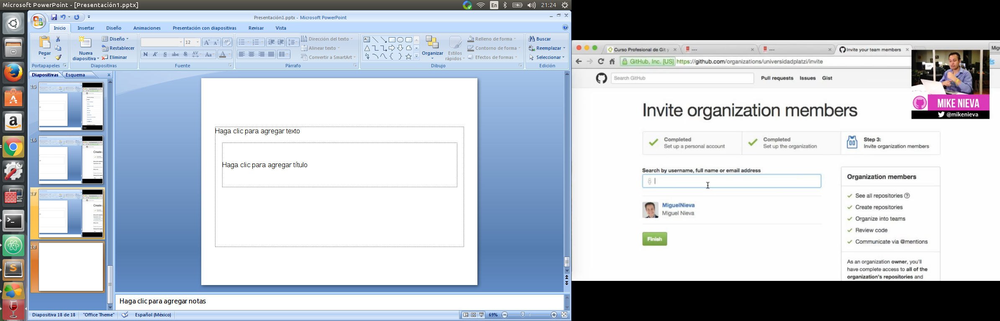 Microsoft PowerPoint - [Presentación1.pptx]
En
21:24
Presentación1.pptx - Microsoft PowerPoint
Inicio
Insertar
Diseño
Animaciones
Presentación con diapositivas
Revisar
Vista
Pegar
Portapapeles
Nueva
diapositiva
Diseño
Restablecer
Eliminar
Diapositivas
12
Fuente
Dirección del texto
Alinear texto
Convertir a SmartArt
Párrafo
Organizar
Estilos
rápidos
Relleno de forma
Contorno de forma
Efectos de formas
Dibujo
Buscar
Reemplazar
Seleccionar
Edición
Diapositivas
Esquema
15
16
17
18
Haga clic para agregar texto
Haga clic para agregar título
Haga clic para agregar notas
Diapositiva 18 de 18
"Office Theme"
Español (México)
69%
Curso Profesional de Git y
---
---
Invite your team members
Migu
GitHub, Inc. [US] https://github.com/organizations/universidadplatzi/invite
Search GitHub
Pull requests
Issues
Gist
MIKE NIEVA
@mikenieva
Invite organization members
Completed
Set up a personal account
Completed
Set up the organization
Step 3:
Invite organization members
Search by username, full name or email address
MiguelNieva
Miguel Nieva
Finish
Organization members
See all repositories
Create repositories
Organize into teams
Review code
Communicate via @mentions
As an organization owner, you'll
have complete access to all of the
organization's repositories and